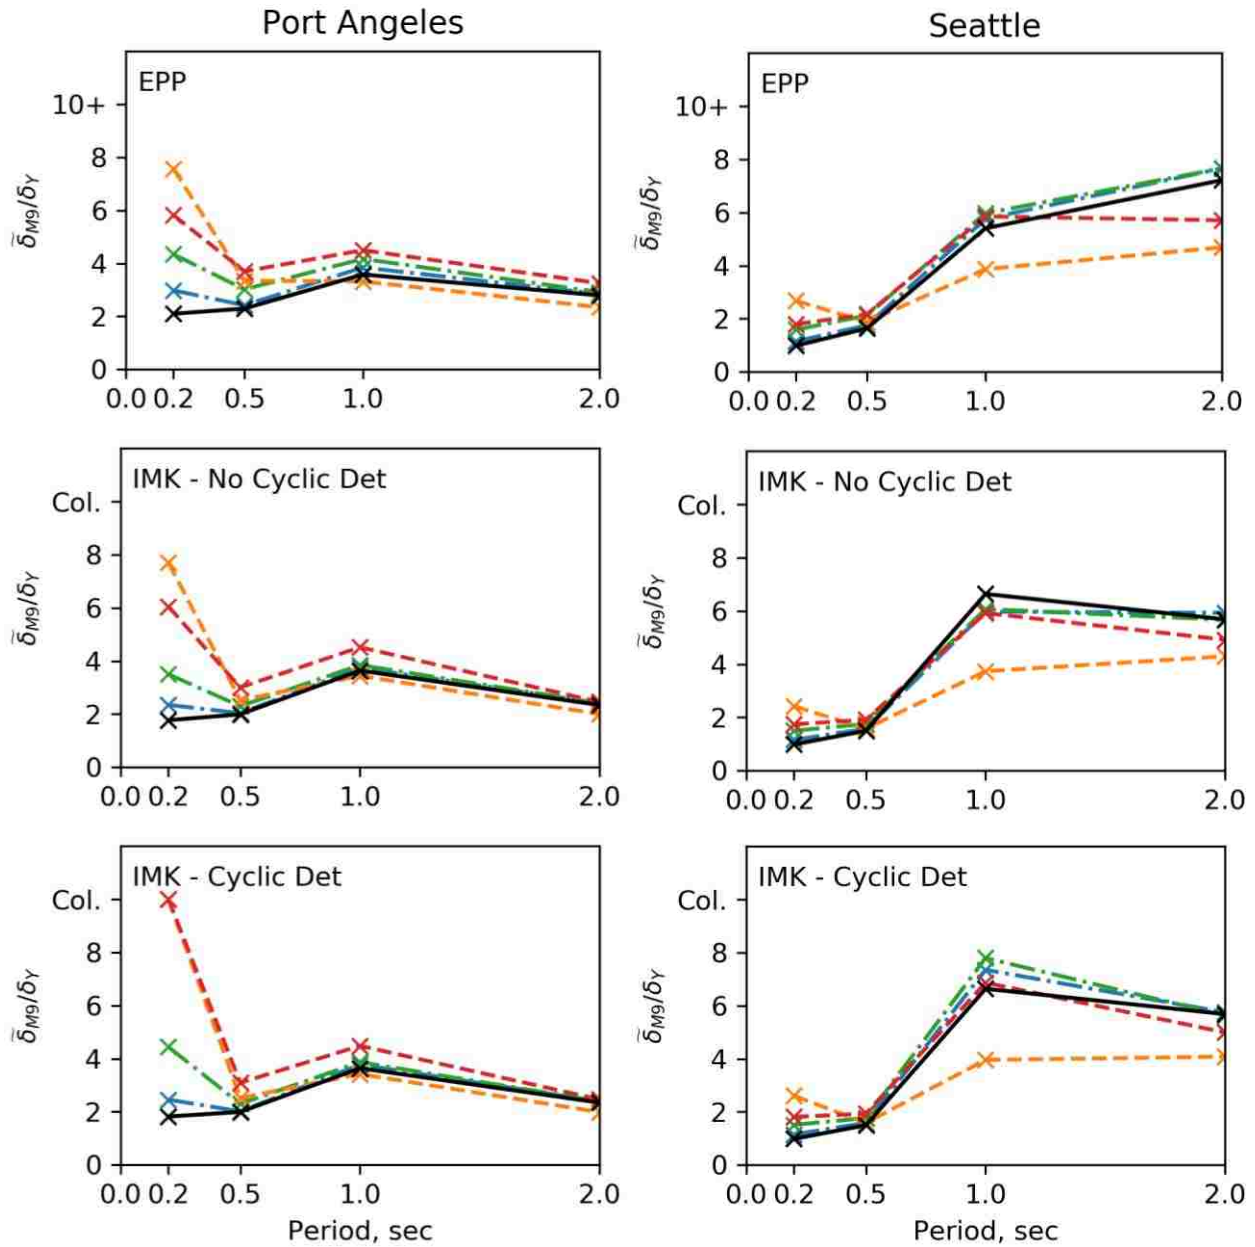 Port Angeles
Seattle
EPP
10+
8
6
4
2
0
δ̃M9/δY
0.0 0.2 0.5 1.0 2.0
EPP
10+
8
6
4
2
0
δ̃M9/δY
0.0 0.2 0.5 1.0 2.0
IMK - No Cyclic Det
Col.
8
6
4
2
0
δ̃M9/δY
0.0 0.2 0.5 1.0 2.0
IMK - No Cyclic Det
Col.
8
6
4
2
0
δ̃M9/δY
0.0 0.2 0.5 1.0 2.0
IMK - Cyclic Det
Col.
8
6
4
2
0
δ̃M9/δY
0.0 0.2 0.5 1.0 2.0
Period, sec
IMK - Cyclic Det
Col.
8
6
4
2
0
δ̃M9/δY
0.0 0.2 0.5 1.0 2.0
Period, sec